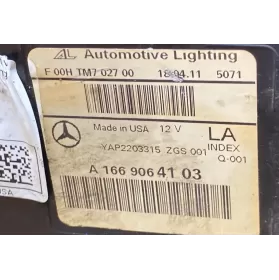 AL Automotive Lighting
F 00H TM7 027 00 18.04.11 5071
Made in USA 12 V LA
YAP2203315 ZGS 001 INDEX
Q-001
A 166 906 41 03
USA